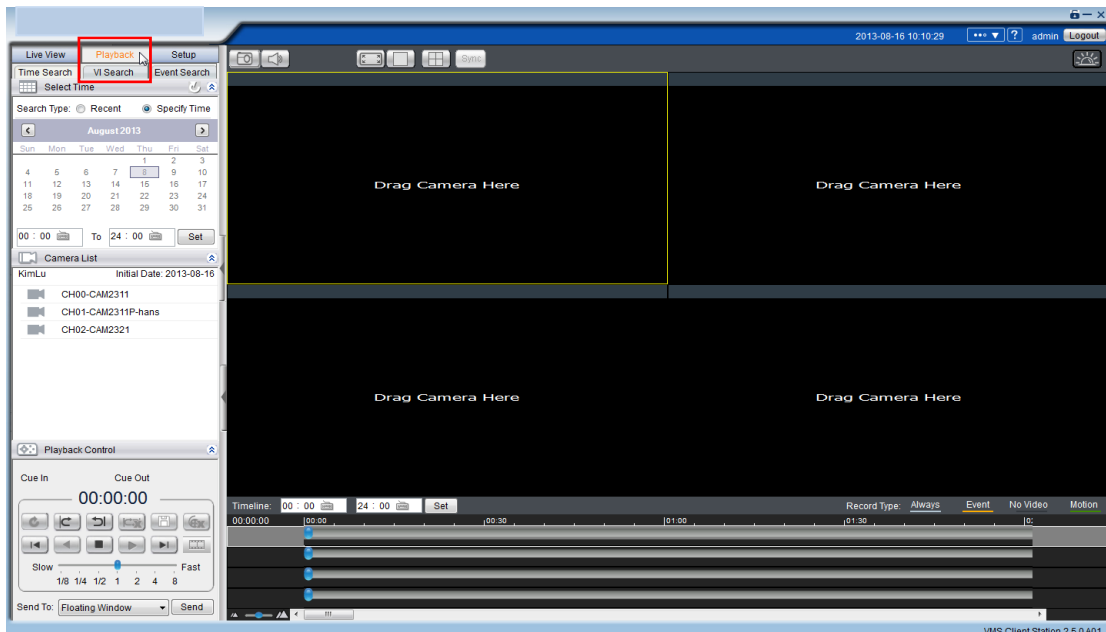 2013-08-16 10:10:29 ? admin Logout
Live View Playback Setup
Sync
Time Search VI Search Event Search
Select Time
Search Type: Recent Specify Time
August 2013
Sun Mon Tue Wed Thu Fri Sat
1 2 3
4 5 6 7 8 9 10
11 12 13 14 15 16 17
18 19 20 21 22 23 24
25 26 27 28 29 30 31
00 : 00 To 24 : 00 Set
Camera List
KimLu Initial Date: 2013-08-16
CH00-CAM2311
CH01-CAM2311P-hans
CH02-CAM2321
Drag Camera Here Drag Camera Here
Drag Camera Here Drag Camera Here
Playback Control
Cue In Cue Out
00:00:00
Slow Fast
1/8 1/4 1/2 1 2 4 8
Send To: Floating Window Send
Timeline: 00 : 00 24 : 00 Set Record Type: Always Event No Video Motion
00:00:00 00:00 00:30 01:00 01:30
VMS Client Station 2.5.0.A01